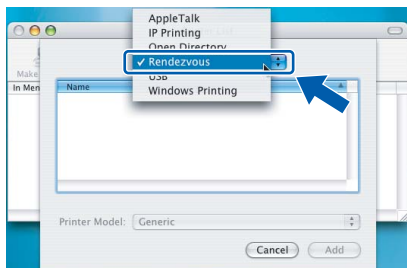 AppleTalk
IP Printing
Open Directory
✓ Rendezvous
USB
Windows Printing
Make
In Men
Name
Printer Model: Generic
Cancel Add